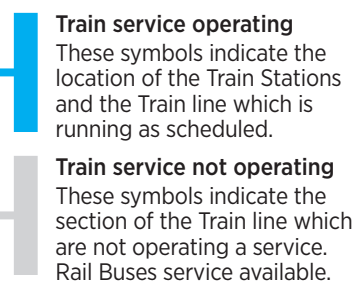 Train service operating
These symbols indicate the
location of the Train Stations
and the Train line which is
running as scheduled.
Train service not operating
These symbols indicate the
section of the Train line which
are not operating a service.
Rail Buses service available.